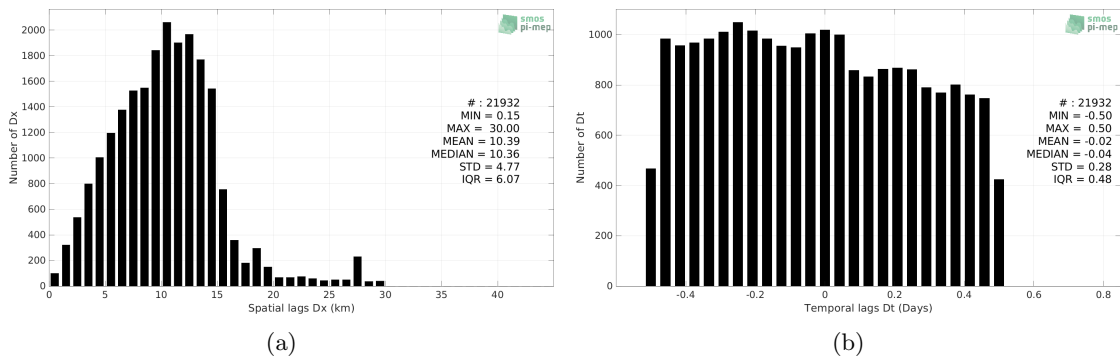 smos
pi-mep
2000
1800
1600
1400
1200
1000
800
600
400
200
0
Number of Dx
# : 21932
MIN = 0.15
MAX = 30.00
MEAN = 10.39
MEDIAN = 10.36
STD = 4.77
IQR = 6.07
0 5 10 15 20 25 30 35 40
Spatial lags Dx (km)
(a)
smos
pi-mep
1000
800
600
400
200
0
Number of Dt
# : 21932
MIN = -0.50
MAX = 0.50
MEAN = -0.02
MEDIAN = -0.04
STD = 0.28
IQR = 0.48
-0.4 -0.2 0 0.2 0.4 0.6 0.8
Temporal lags Dt (Days)
(b)